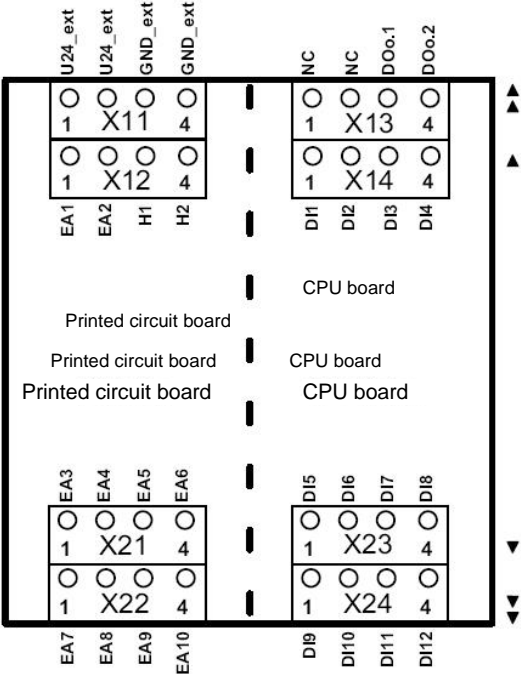 U24_ext U24_ext GND_ext GND_ext NC NC DOo.1 DOo.2
1 X11 4 1 X13 4
1 X12 4 1 X14 4
EA1 EA2 H1 H2 DI1 DI2 DI3 DI4
CPU board
Printed circuit board
Printed circuit board CPU board
Printed circuit board CPU board
EA3 EA4 EA5 EA6 DI5 DI6 DI7 DI8
1 X21 4 1 X23 4
1 X22 4 1 X24 4
EA7 EA8 EA9 EA10 DI9 DI10 DI11 DI12